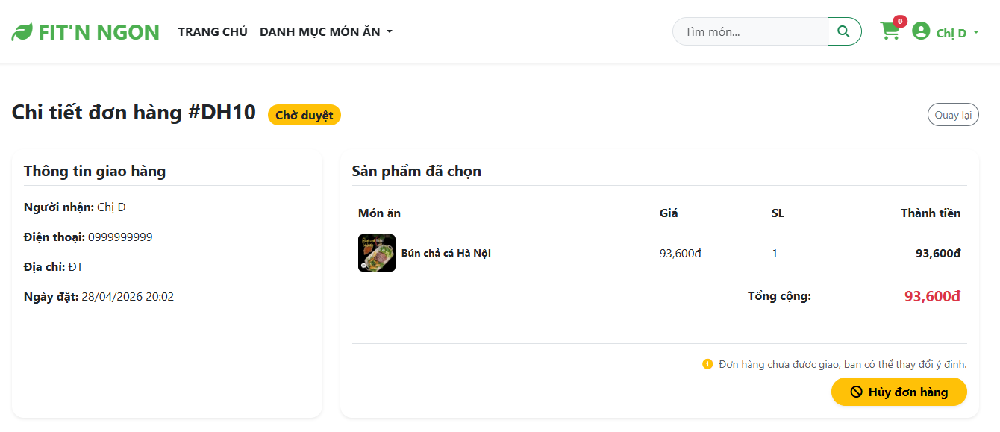 FIT'N NGON TRANG CHỦ DANH MỤC MÓN ĂN Tìm món... 0 Chị D
Chi tiết đơn hàng #DH10 Chờ duyệt Quay lại
Thông tin giao hàng
Người nhận: Chị D
Điện thoại: 0999999999
Địa chỉ: ĐT
Ngày đặt: 28/04/2026 20:02
Sản phẩm đã chọn
Món ăn Giá SL Thành tiền
Bún chả cá Hà Nội 93,600đ 1 93,600đ
Tổng cộng: 93,600đ
Đơn hàng chưa được giao, bạn có thể thay đổi ý định.
Hủy đơn hàng